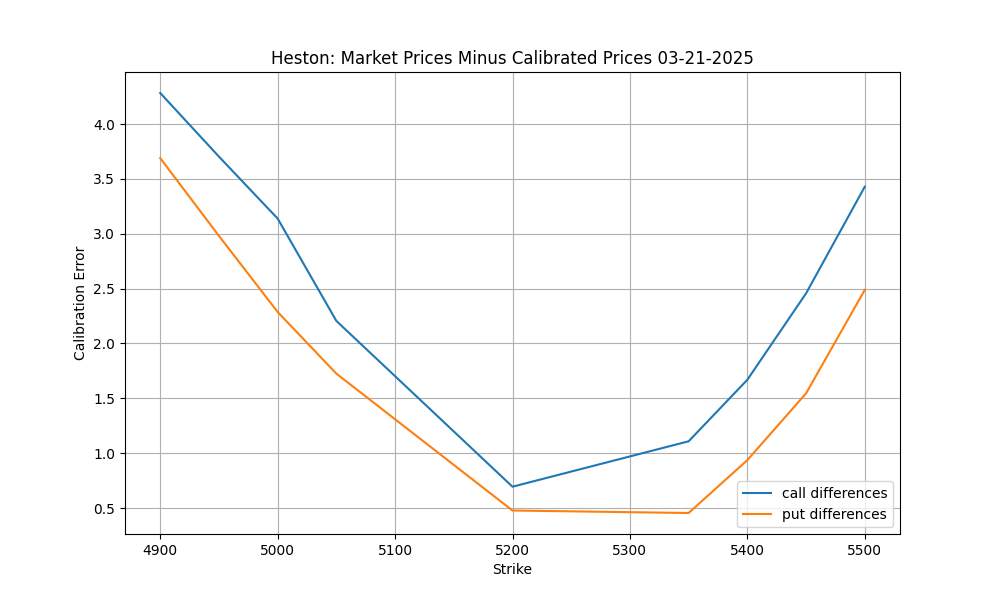 Heston: Market Prices Minus Calibrated Prices 03-21-2025
Calibration Error
4.0
3.5
3.0
2.5
2.0
1.5
1.0
0.5
4900 5000 5100 5200 5300 5400 5500
Strike
call differences
put differences